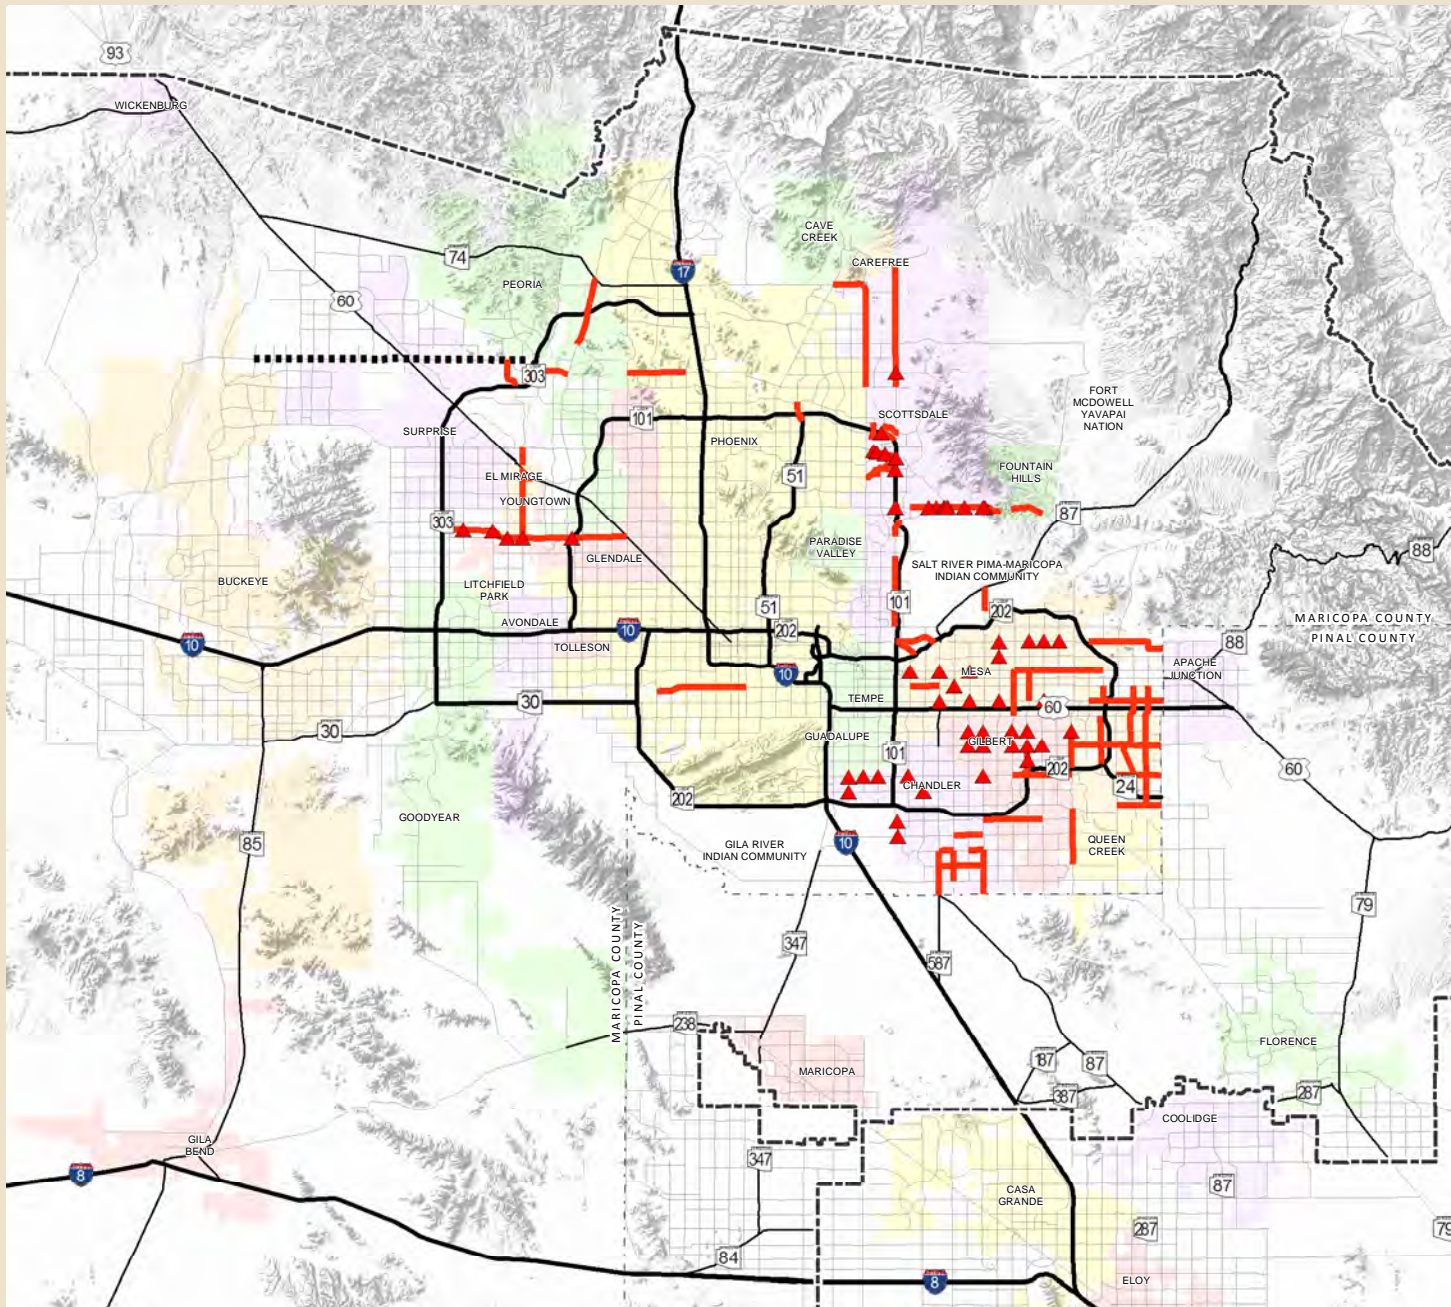 93
WICKENBURG
CAVE
CREEK
CAREFREE
74
17
PEORIA
60
303
FORT
MCDOWELL
YAVAPAI
NATION
SCOTTSDALE
101
SURPRISE
PHOENIX
FOUNTAIN
HILLS
51
EL MIRAGE
YOUNGTOWN
87
303
PARADISE
VALLEY
88
GLENDALE
SALT RIVER PIMA-MARICOPA
INDIAN COMMUNITY
BUCKEYE
LITCHFIELD
PARK
101
51
202
MARICOPA COUNTY
PINAL COUNTY
AVONDALE
10
202
88
10
TOLLESON
APACHE
JUNCTION
MESA
10
30
TEMPE
60
30
GUADALUPE
GILBERT
101
202
60
CHANDLER
24
202
GOODYEAR
85
10
GILA RIVER
INDIAN COMMUNITY
QUEEN
CREEK
79
347
587
MARICOPA COUNTY
PINAL COUNTY
238
FLORENCE
187
87
MARICOPA
387
287
COOLIDGE
GILA
BEND
347
8
87
CASA
GRANDE
287
79
84
8
ELOY